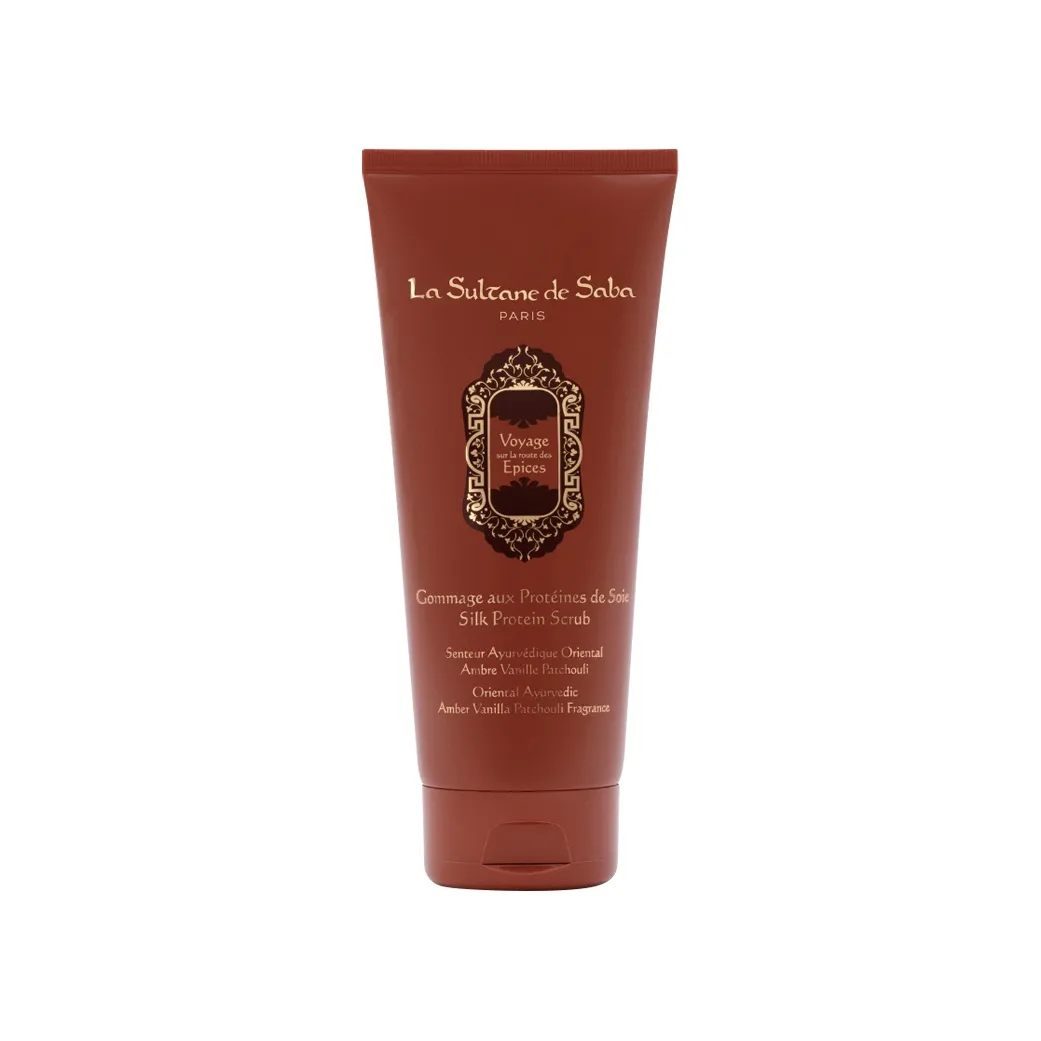 La Sultane de Saba
PARIS
Voyage
sur la route des
Epices
Gommage aux Protéines de Soie
Silk Protein Scrub
Senteur Ayurvédique Oriental
Ambre Vanille Patchouli
Oriental Ayurvedic
Amber Vanilla Patchouli Fragrance